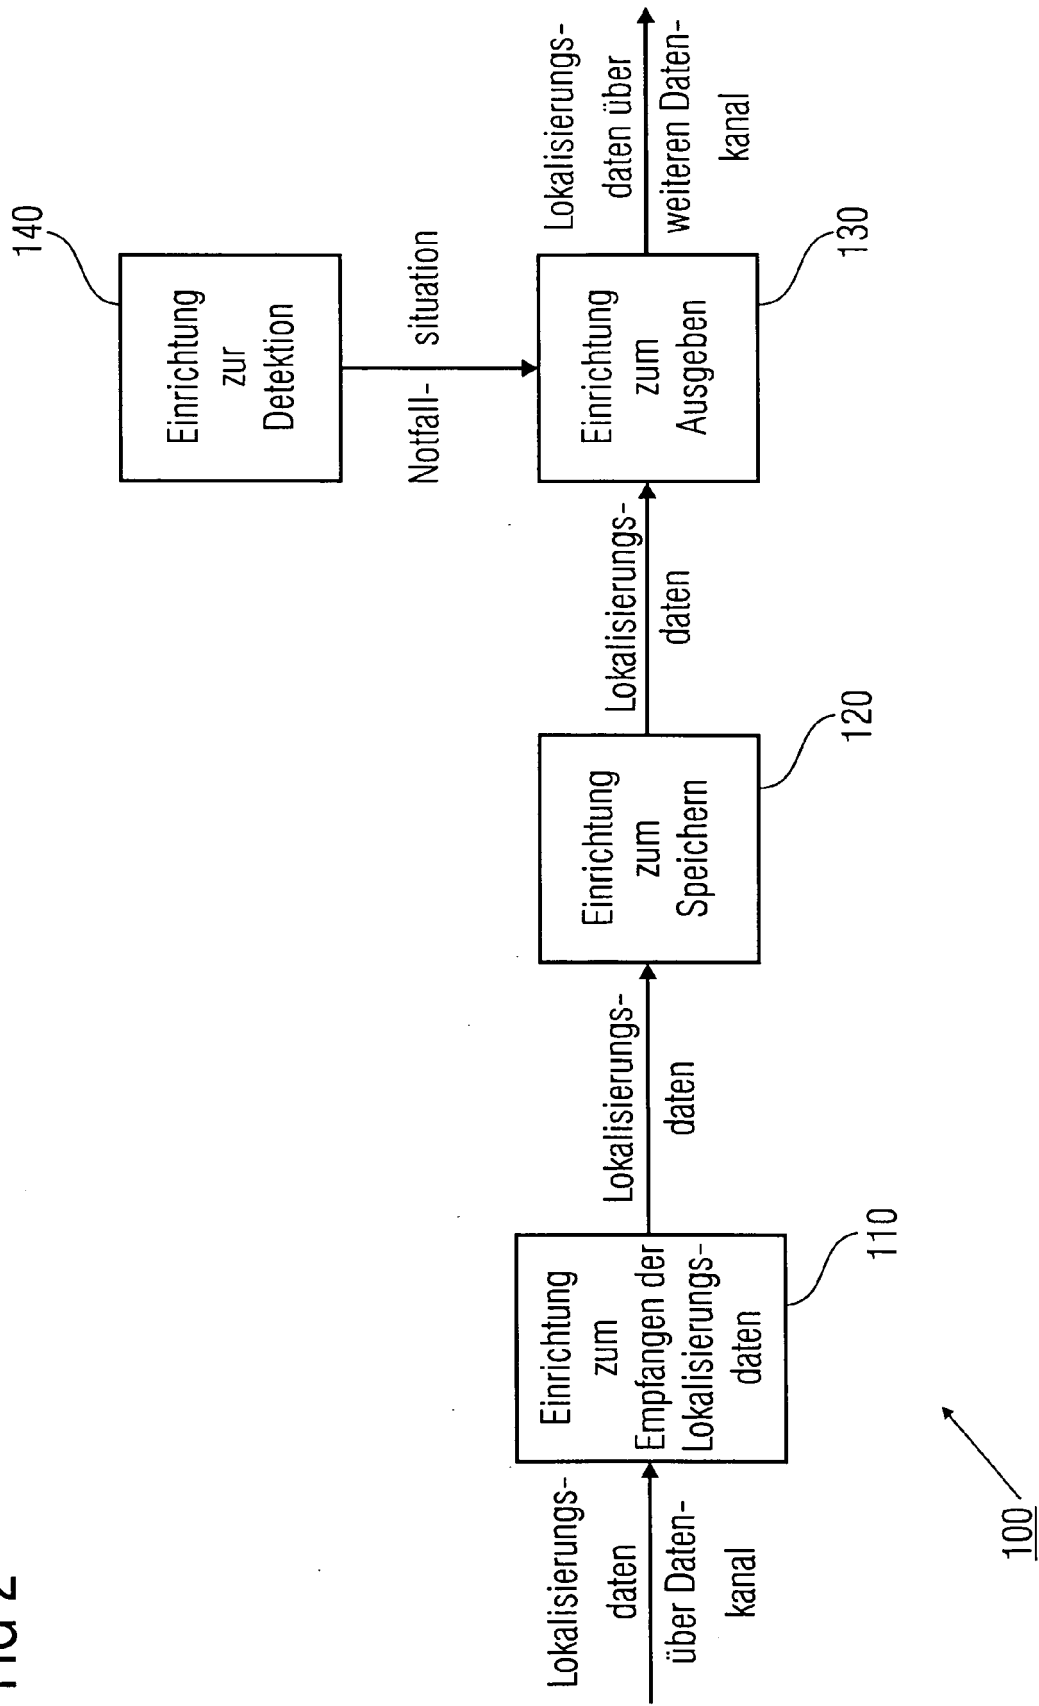 FIG 2
140
Einrichtung
zur
Detektion
Notfall-
situation
Lokalisierungs-
daten
über Daten-
kanal
Einrichtung
zum
Empfangen der
Lokalisierungs-
daten
110
Lokalisierungs-
daten
Einrichtung
zum
Speichern
120
Lokalisierungs-
daten
Einrichtung
zum
Ausgeben
130
Lokalisierungs-
daten über
weiteren Daten-
kanal
100